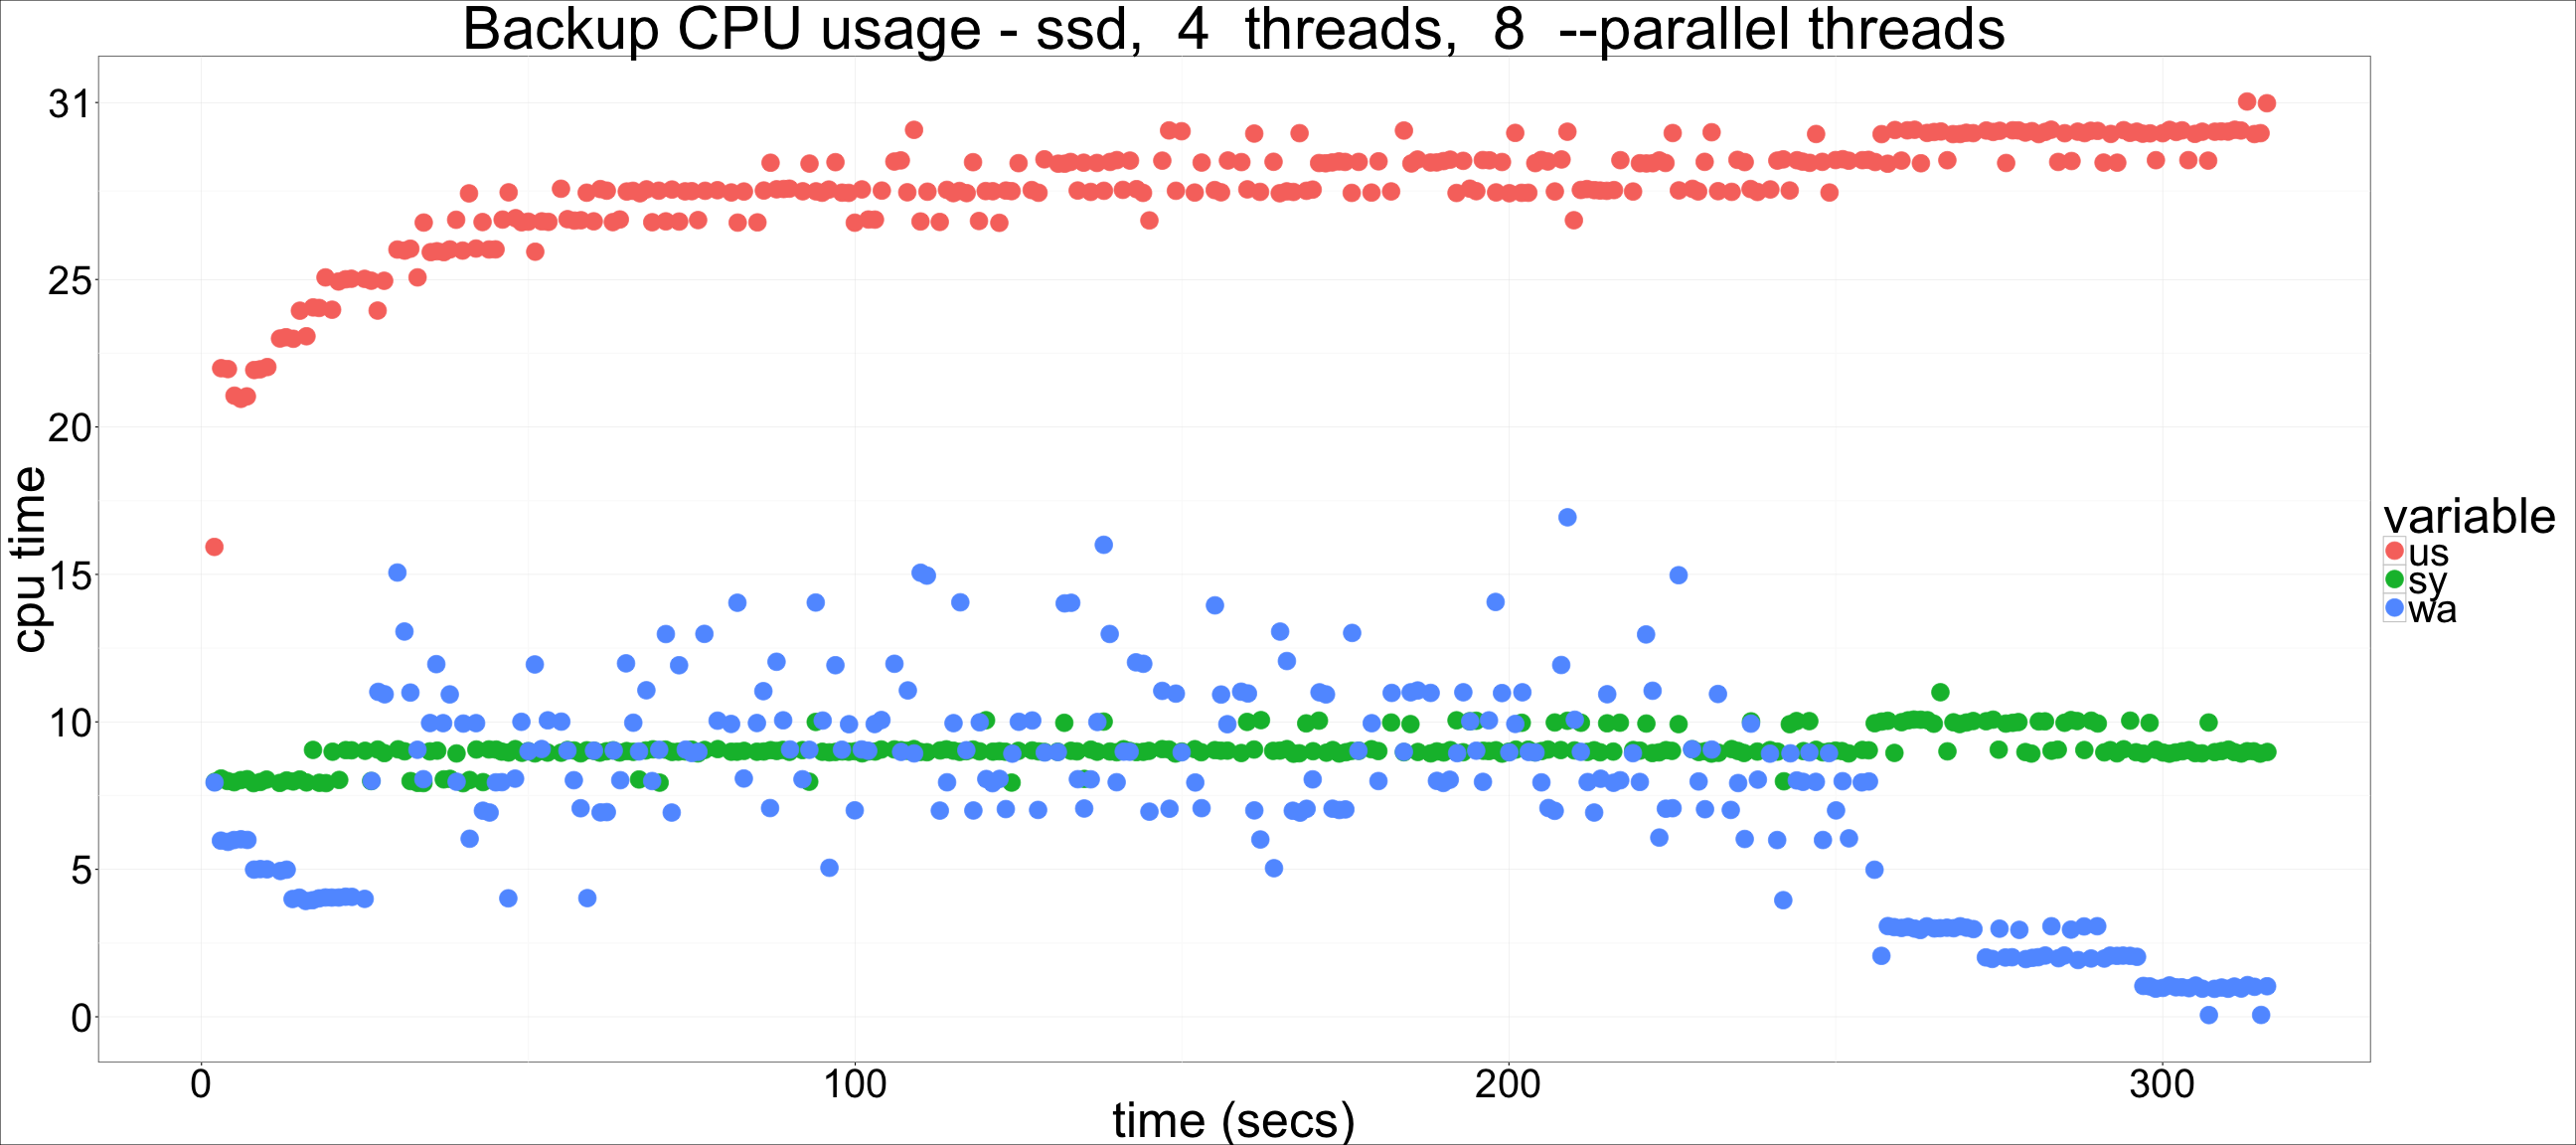 Backup CPU usage - ssd, 4 threads, 8 --parallel threads
31
25
20
15
10
5
0
cpu time
0 100 200 300
time (secs)
variable
us
sy
wa